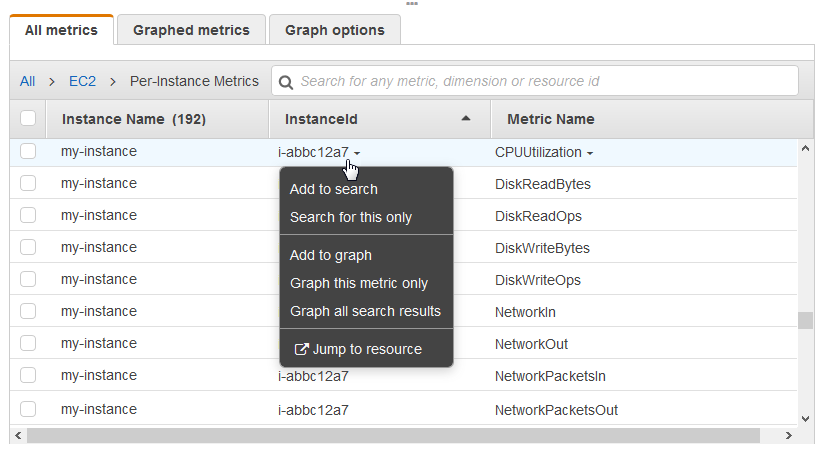 All metrics Graphed metrics Graph options
All > EC2 > Per-Instance Metrics Search for any metric, dimension or resource id
Instance Name (192) InstanceId Metric Name
my-instance i-abbc12a7 CPUUtilization
my-instance DiskReadBytes
Add to search
my-instance Search for this only DiskReadOps
my-instance DiskWriteBytes
Add to graph
my-instance Graph this metric only DiskWriteOps
my-instance Graph all search results NetworkIn
my-instance Jump to resource NetworkOut
my-instance i-abbc12a7 NetworkPacketsIn
my-instance i-abbc12a7 NetworkPacketsOut